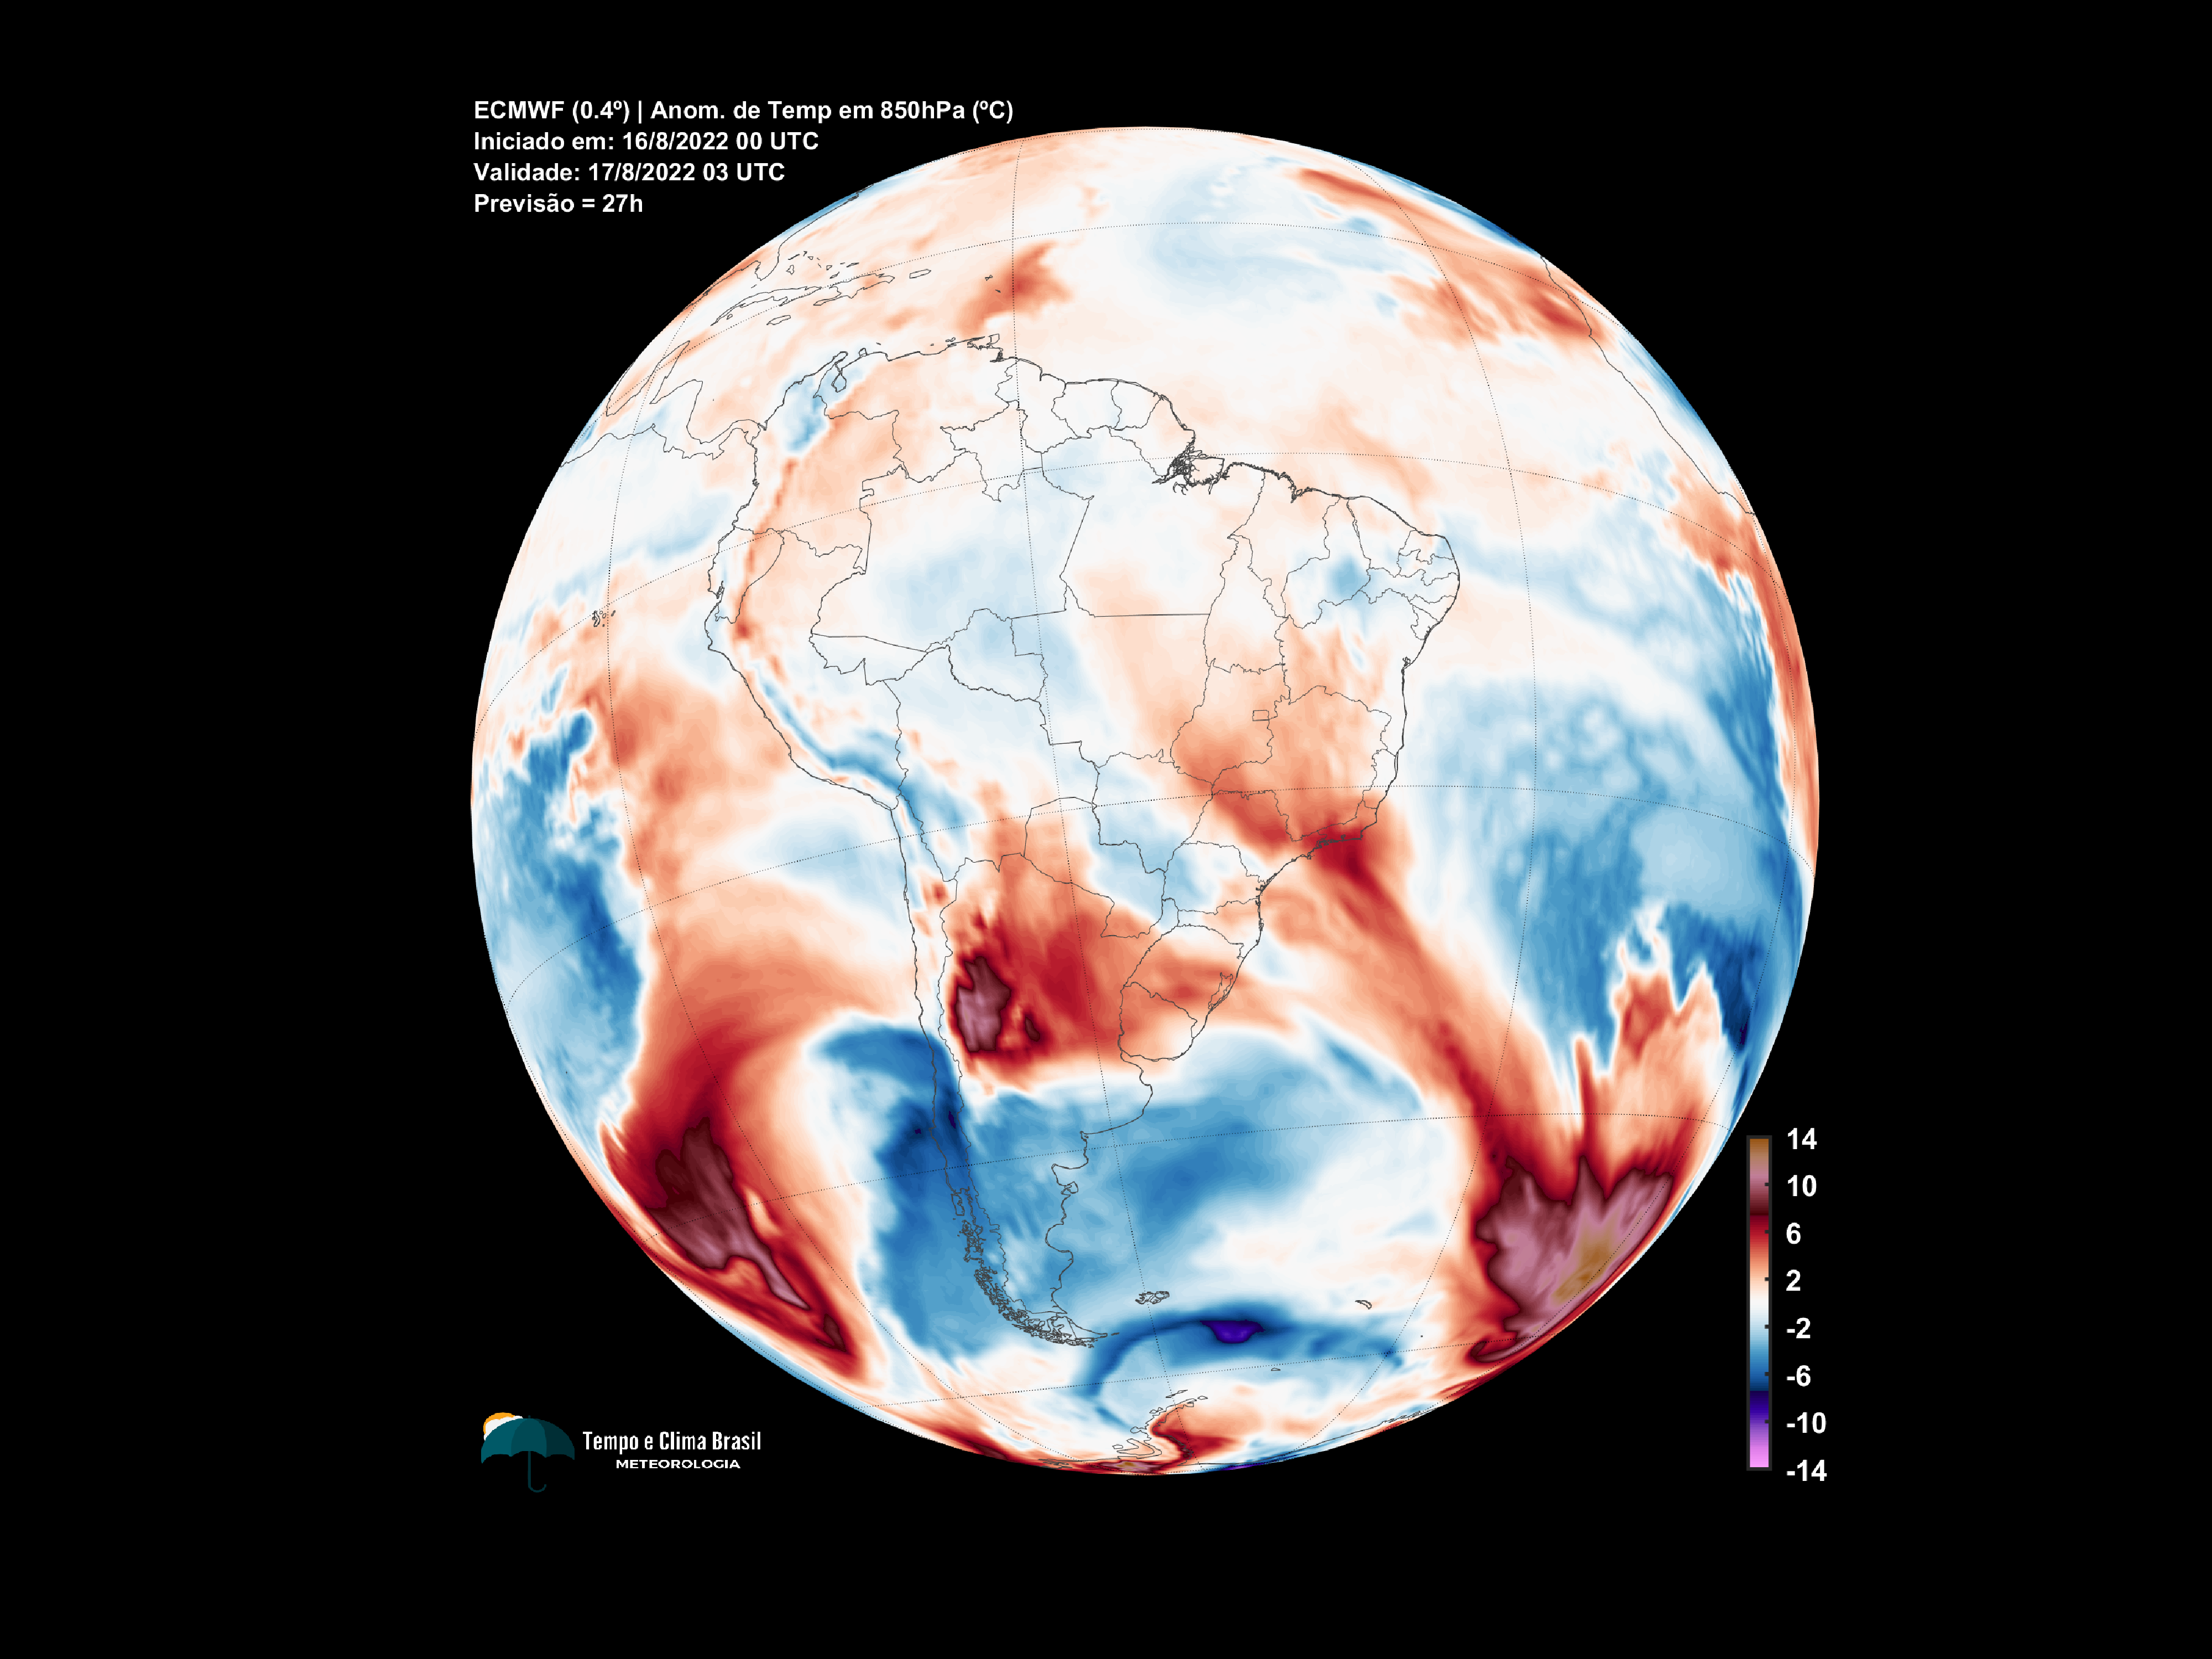 ECMWF (0.4º) | Anom. de Temp em 850hPa (ºC)
Iniciado em: 16/8/2022 00 UTC
Validade: 17/8/2022 03 UTC
Previsão = 27h
14
10
6
2
-2
-6
-10
-14
Tempo e Clima Brasil
METEOROLOGIA